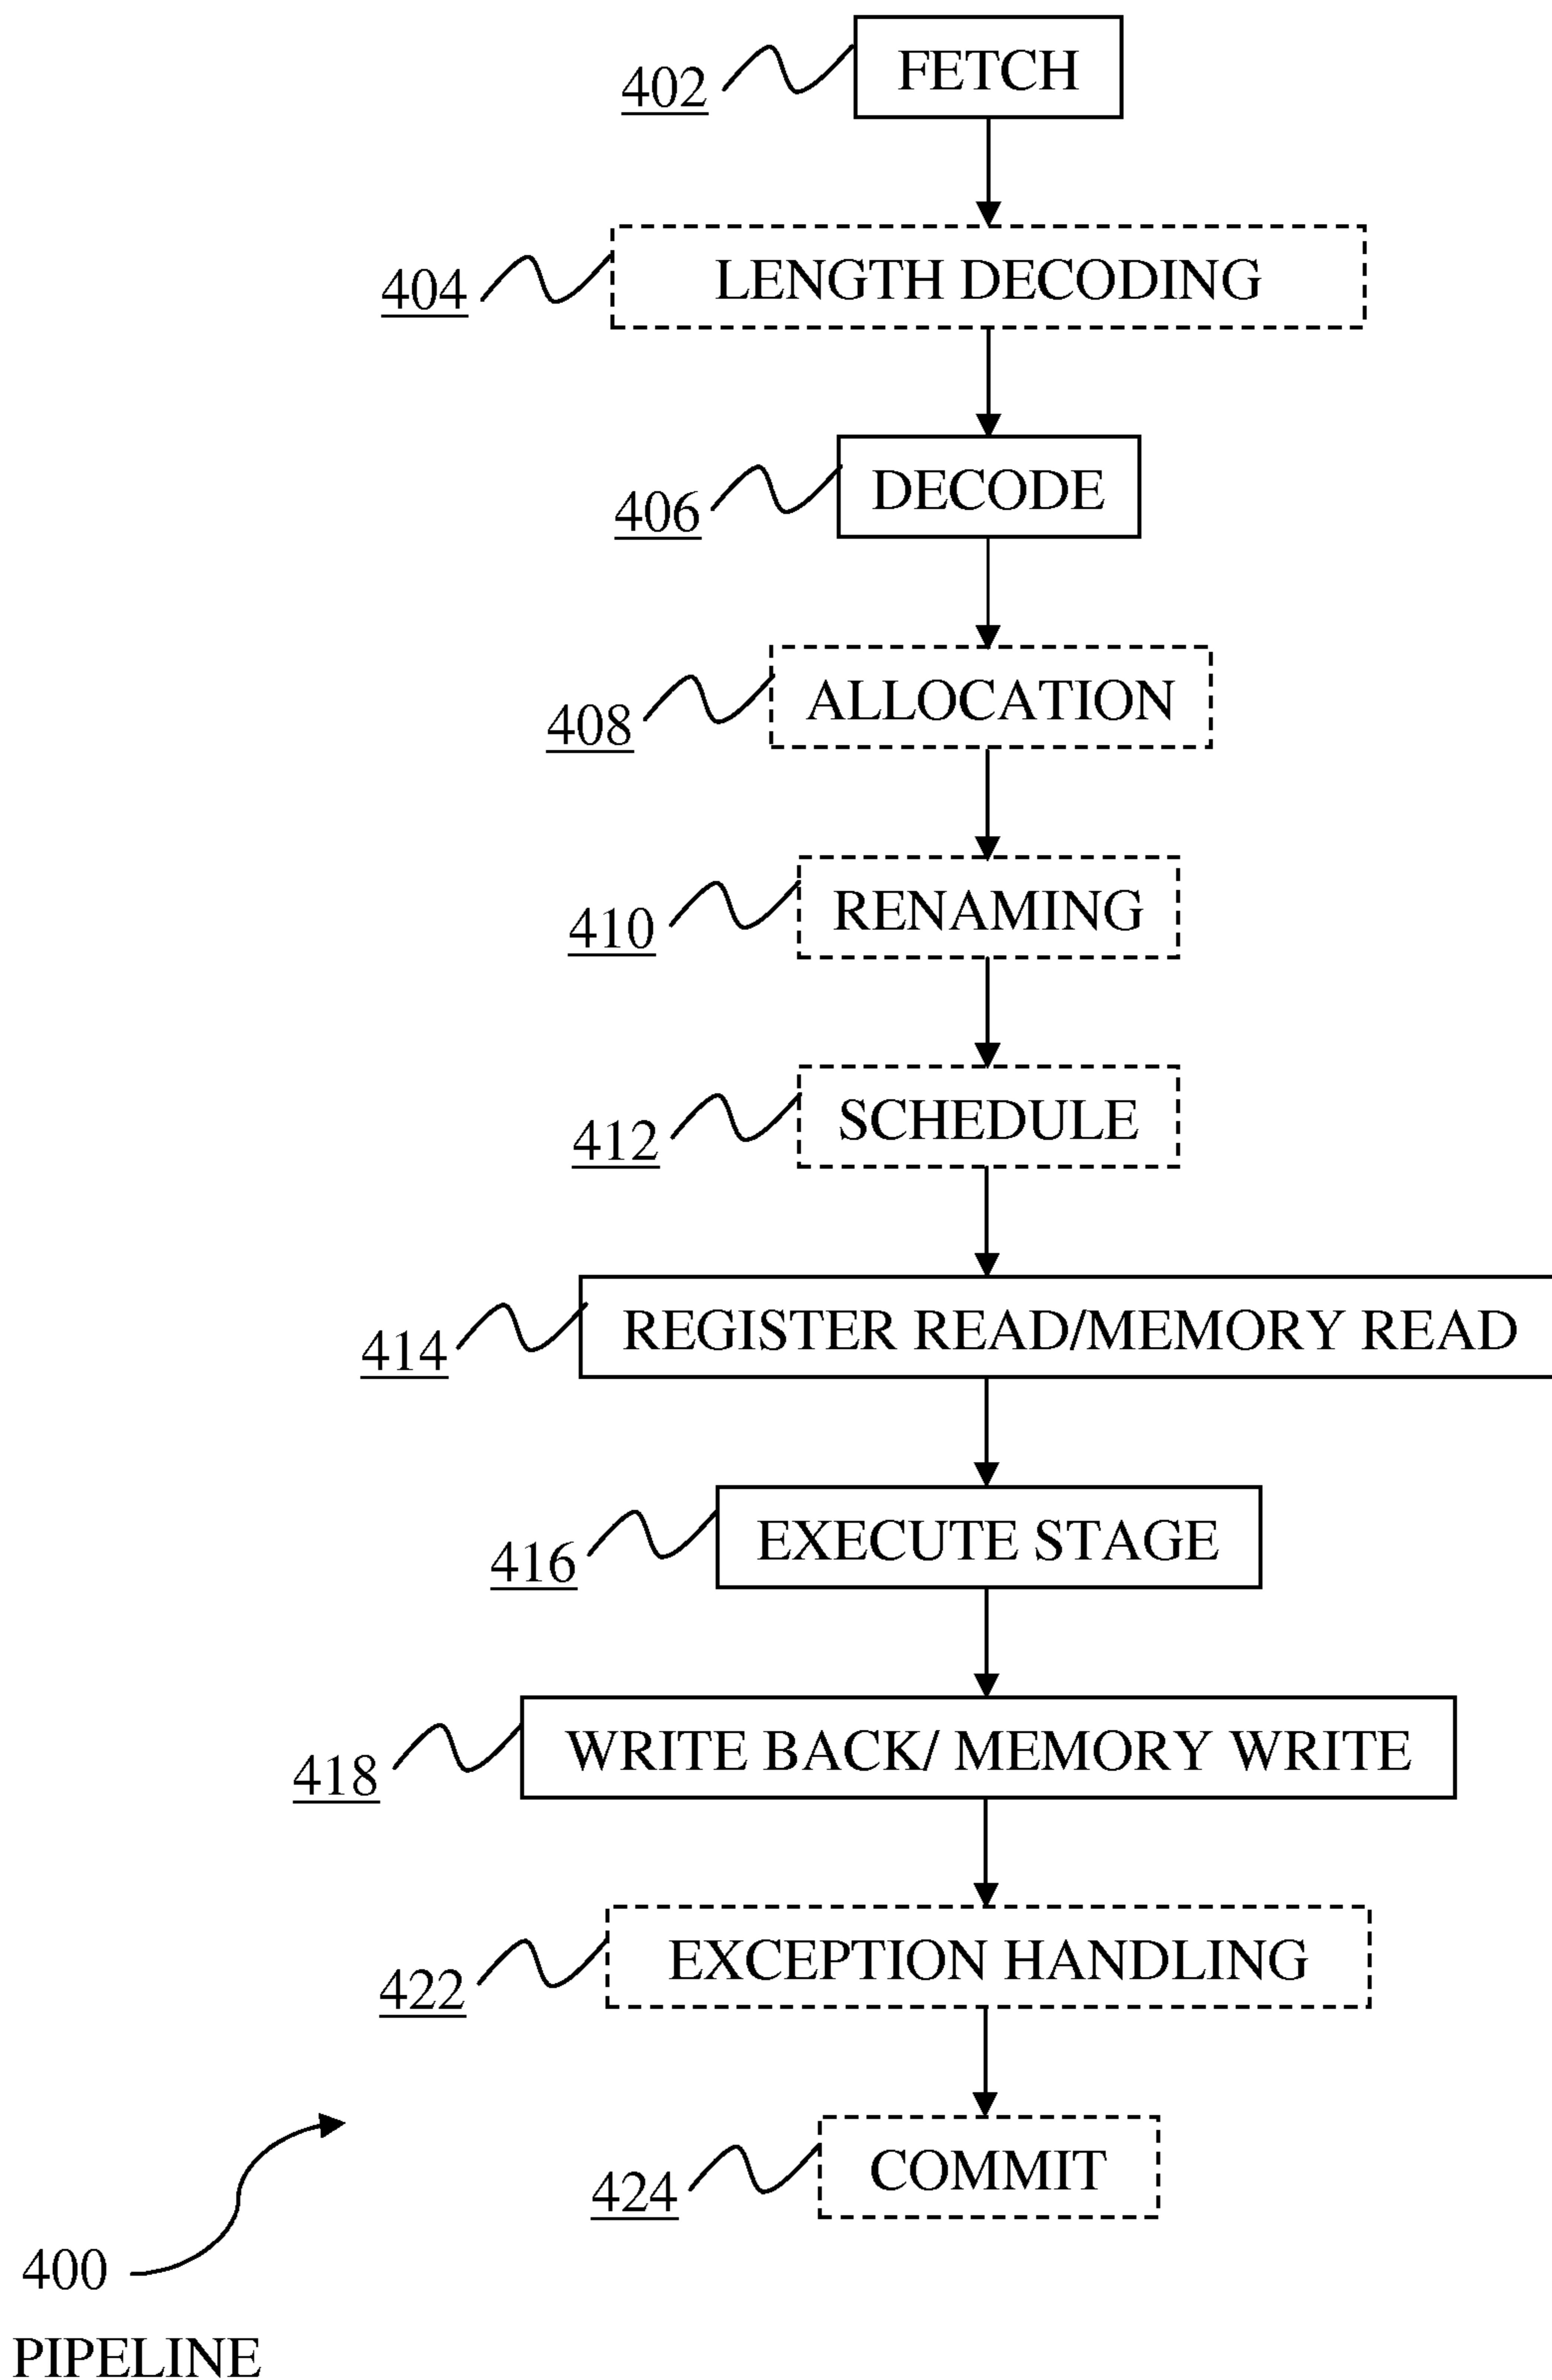 FETCH
402
LENGTH DECODING
404
DECODE
406
ALLOCATION
408
RENAMING
410
SCHEDULE
412
REGISTER READ/MEMORY READ
414
EXECUTE STAGE
416
WRITE BACK/ MEMORY WRITE
418
EXCEPTION HANDLING
422
COMMIT
424
400
PIPELINE